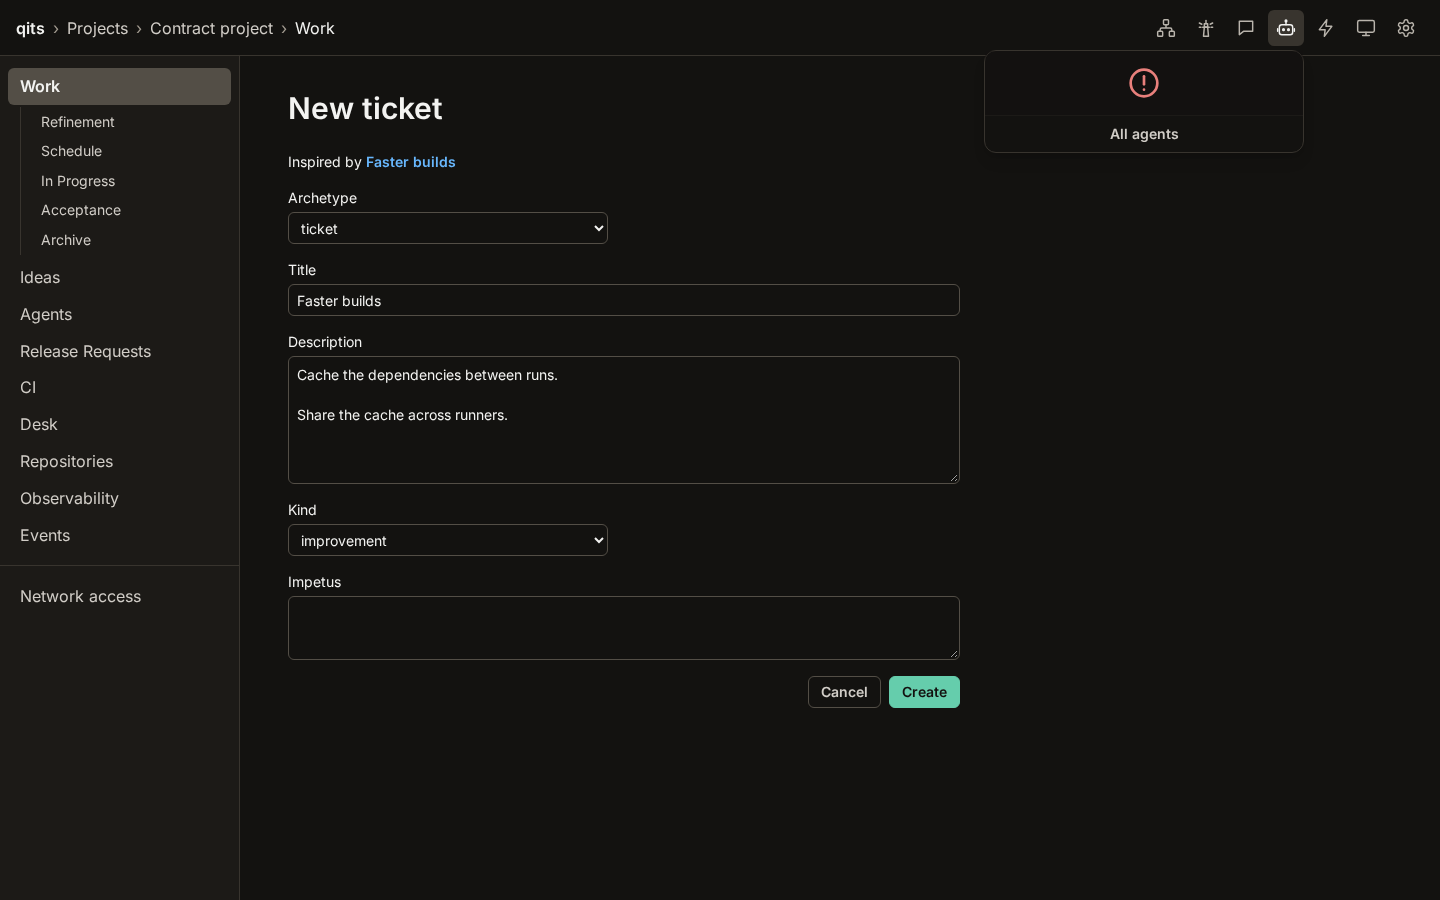 qits › Projects › Contract project › Work
All agents
Work
Refinement
Schedule
In Progress
Acceptance
Archive
Ideas
Agents
Release Requests
CI
Desk
Repositories
Observability
Events
Network access
New ticket
Inspired by Faster builds
Archetype
ticket
Title
Faster builds
Description
Cache the dependencies between runs.
Share the cache across runners.
Kind
improvement
Impetus
Cancel
Create